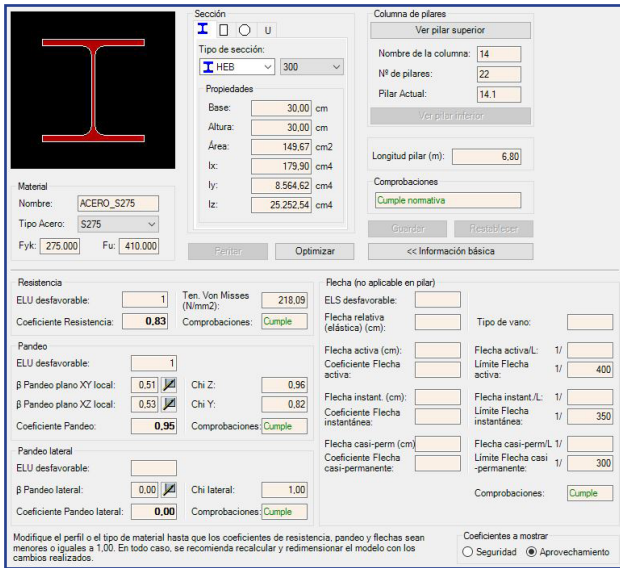 Sección
U
Tipo de sección:
HEB
300
Propiedades
Base: 30,00 cm
Altura: 30,00 cm
Área: 149,67 cm2
Ix: 179,90 cm4
Iy: 8.564,62 cm4
Iz: 25.252,54 cm4
Peritar
Optimizar
Columna de pilares
Ver pilar superior
Nombre de la columna: 14
Nº de pilares: 22
Pilar Actual: 14.1
Ver pilar inferior
Longitud pilar (m): 6,80
Comprobaciones
Cumple normativa
Guardar
Restablecer
<< Información básica
Material
Nombre: ACERO_S275
Tipo Acero: S275
Fyk: 275.000 Fu: 410.000
Resistencia
ELU desfavorable: 1
Ten. Von Misses (N/mm2): 218,09
Coeficiente Resistencia: 0,83
Comprobaciones: Cumple
Pandeo
ELU desfavorable: 1
β Pandeo plano XY local: 0,51
Chi Z: 0,96
β Pandeo plano XZ local: 0,53
Chi Y: 0,82
Coeficiente Pandeo: 0,95
Comprobaciones: Cumple
Pandeo lateral
ELU desfavorable:
β Pandeo lateral: 0,00
Chi lateral: 1,00
Coeficiente Pandeo lateral: 0,00
Comprobaciones: Cumple
Flecha (no aplicable en pilar)
ELS desfavorable:
Flecha relativa (elástica) (cm):
Tipo de vano:
Flecha activa (cm):
Flecha activa/L: 1/
Coeficiente Flecha activa:
Límite Flecha activa: 1/ 400
Flecha instant. (cm):
Flecha instant./L: 1/
Coeficiente Flecha instantánea:
Límite Flecha instantánea: 1/ 350
Flecha casi-perm (cm)
Flecha casi-perm/L 1/
Coeficiente Flecha casi-permanente:
Límite Flecha casi -permanente: 1/ 300
Comprobaciones: Cumple
Modifique el perfil o el tipo de material hasta que los coeficientes de resistencia, pandeo y flechas sean
menores o iguales a 1,00. En todo caso, se recomienda recalcular y redimensionar el modelo con los
cambios realizados.
Coeficientes a mostrar
Seguridad
Aprovechamiento